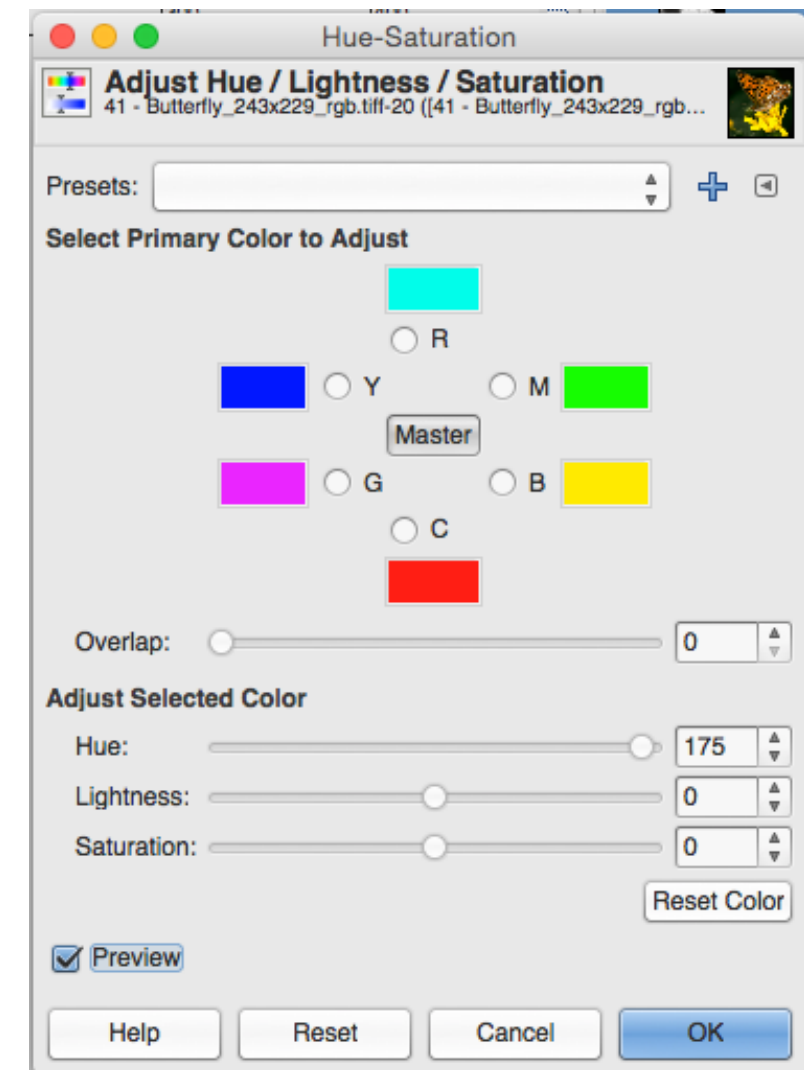 Hue-Saturation
Adjust Hue / Lightness / Saturation
41 - Butterfly_243x229_rgb.tiff-20 ([41 - Butterfly_243x229_rgb...
Presets:
Select Primary Color to Adjust
R
Y M
Master
G B
C
Overlap: 0
Adjust Selected Color
Hue: 175
Lightness: 0
Saturation: 0
Reset Color
Preview
Help Reset Cancel OK